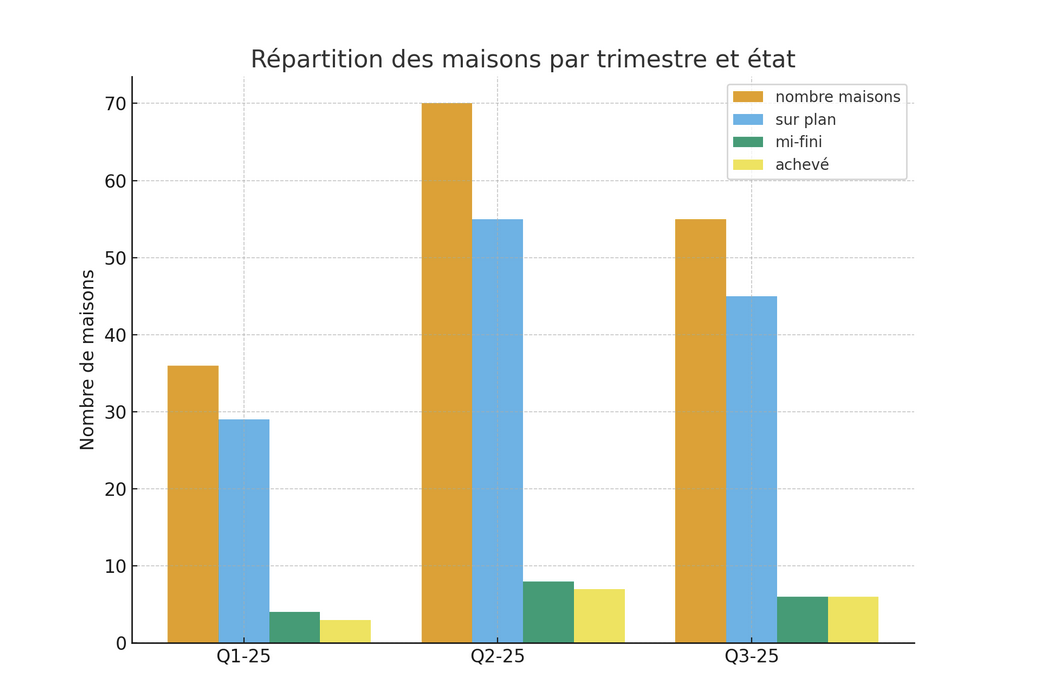 Répartition des maisons par trimestre et état
nombre maisons
sur plan
mi-fini
achevé
Nombre de maisons
70
60
50
40
30
20
10
0
Q1-25
Q2-25
Q3-25